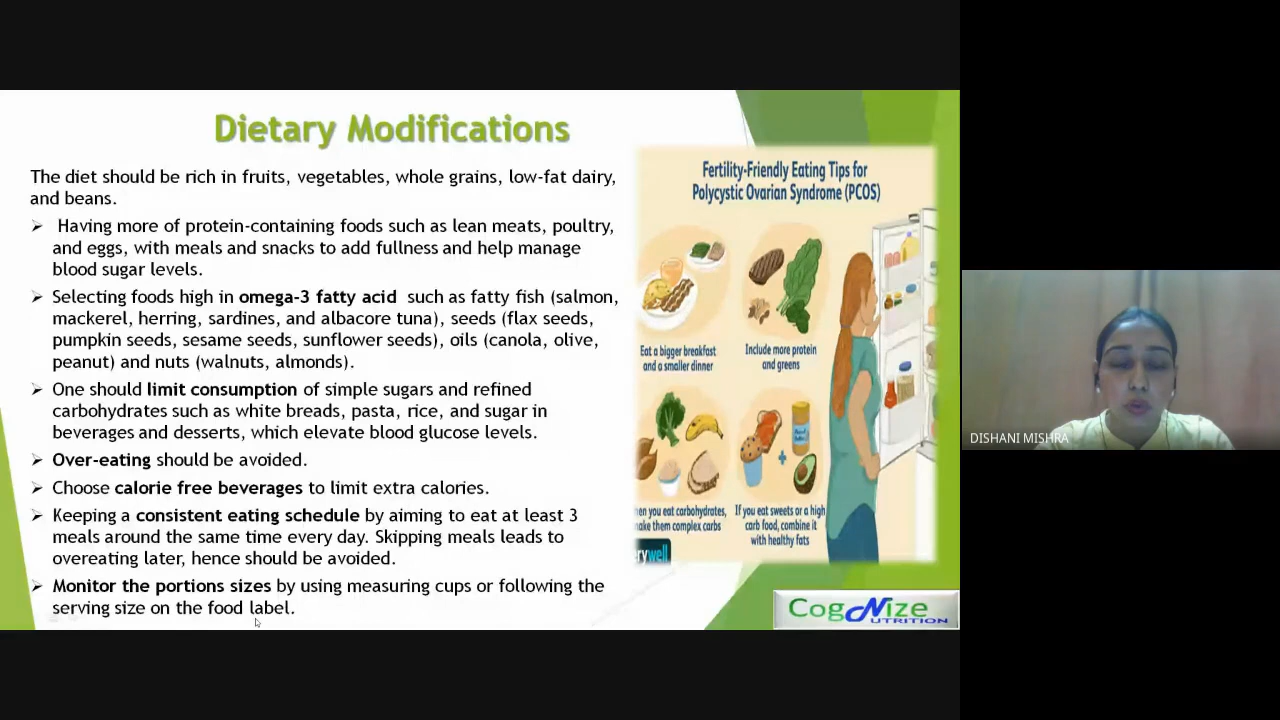 Dietary Modifications
The diet should be rich in fruits, vegetables, whole grains, low-fat dairy,
and beans.
➢ Having more of protein-containing foods such as lean meats, poultry,
and eggs, with meals and snacks to add fullness and help manage
blood sugar levels.
➢ Selecting foods high in omega-3 fatty acid such as fatty fish (salmon,
mackerel, herring, sardines, and albacore tuna), seeds (flax seeds,
pumpkin seeds, sesame seeds, sunflower seeds), oils (canola, olive,
peanut) and nuts (walnuts, almonds).
➢ One should limit consumption of simple sugars and refined
carbohydrates such as white breads, pasta, rice, and sugar in
beverages and desserts, which elevate blood glucose levels.
➢ Over-eating should be avoided.
➢ Choose calorie free beverages to limit extra calories.
➢ Keeping a consistent eating schedule by aiming to eat at least 3
meals around the same time every day. Skipping meals leads to
overeating later, hence should be avoided.
➢ Monitor the portions sizes by using measuring cups or following the
serving size on the food label.
Fertility-Friendly Eating Tips for
Polycystic Ovarian Syndrome (PCOS)
Eat a bigger breakfast
and a smaller dinner
Include more protein
and greens
en you eat carbohydrates,
ake them complex carbs
If you eat sweets or a high
carb food, combine it
with healthy fats
rywell
CogNize
NUTRITION
DISHANI MISHRA